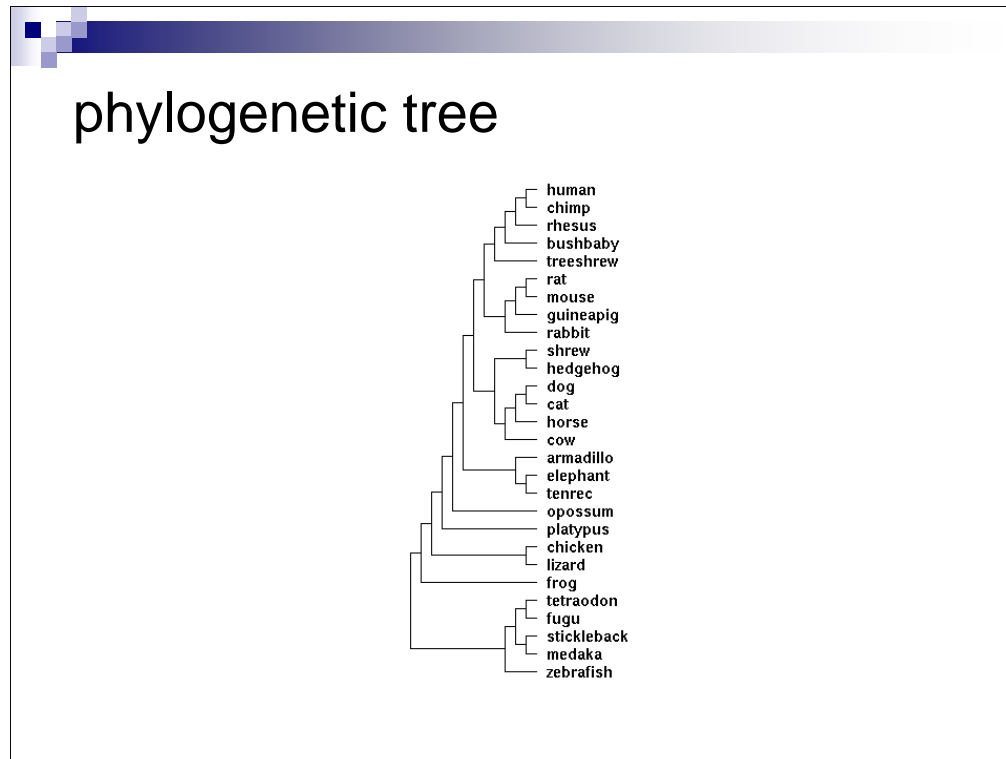 phylogenetic tree
human
chimp
rhesus
bushbaby
treeshrew
rat
mouse
guineapig
rabbit
shrew
hedgehog
dog
cat
horse
cow
armadillo
elephant
tenrec
opossum
platypus
chicken
lizard
frog
tetraodon
fugu
stickleback
medaka
zebrafish